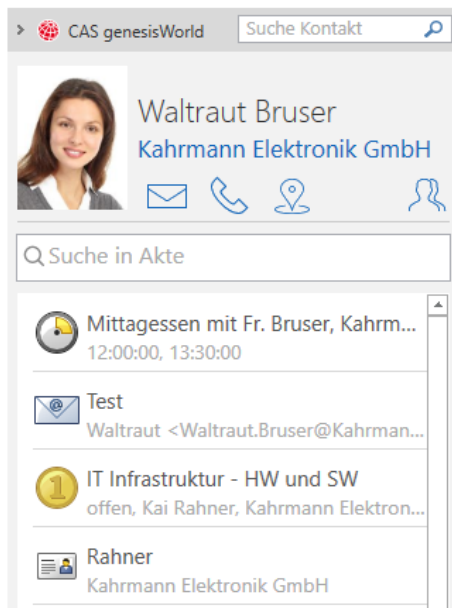 > CAS genesisWorld Suche Kontakt
Waltraut Bruser
Kahrmann Elektronik GmbH
Suche in Akte
Mittagessen mit Fr. Bruser, Kahrm...
12:00:00, 13:30:00
@ Test
Waltraut <Waltraut.Bruser@Kahrman...
1 IT Infrastruktur - HW und SW
offen, Kai Rahner, Kahrmann Elektron...
Rahner
Kahrmann Elektronik GmbH